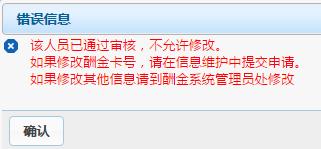 错误信息
该人员已通过审核，不允许修改。
如果修改酬金卡号，请在信息维护中提交申请。
如果修改其他信息请到酬金系统管理员处修改
确认